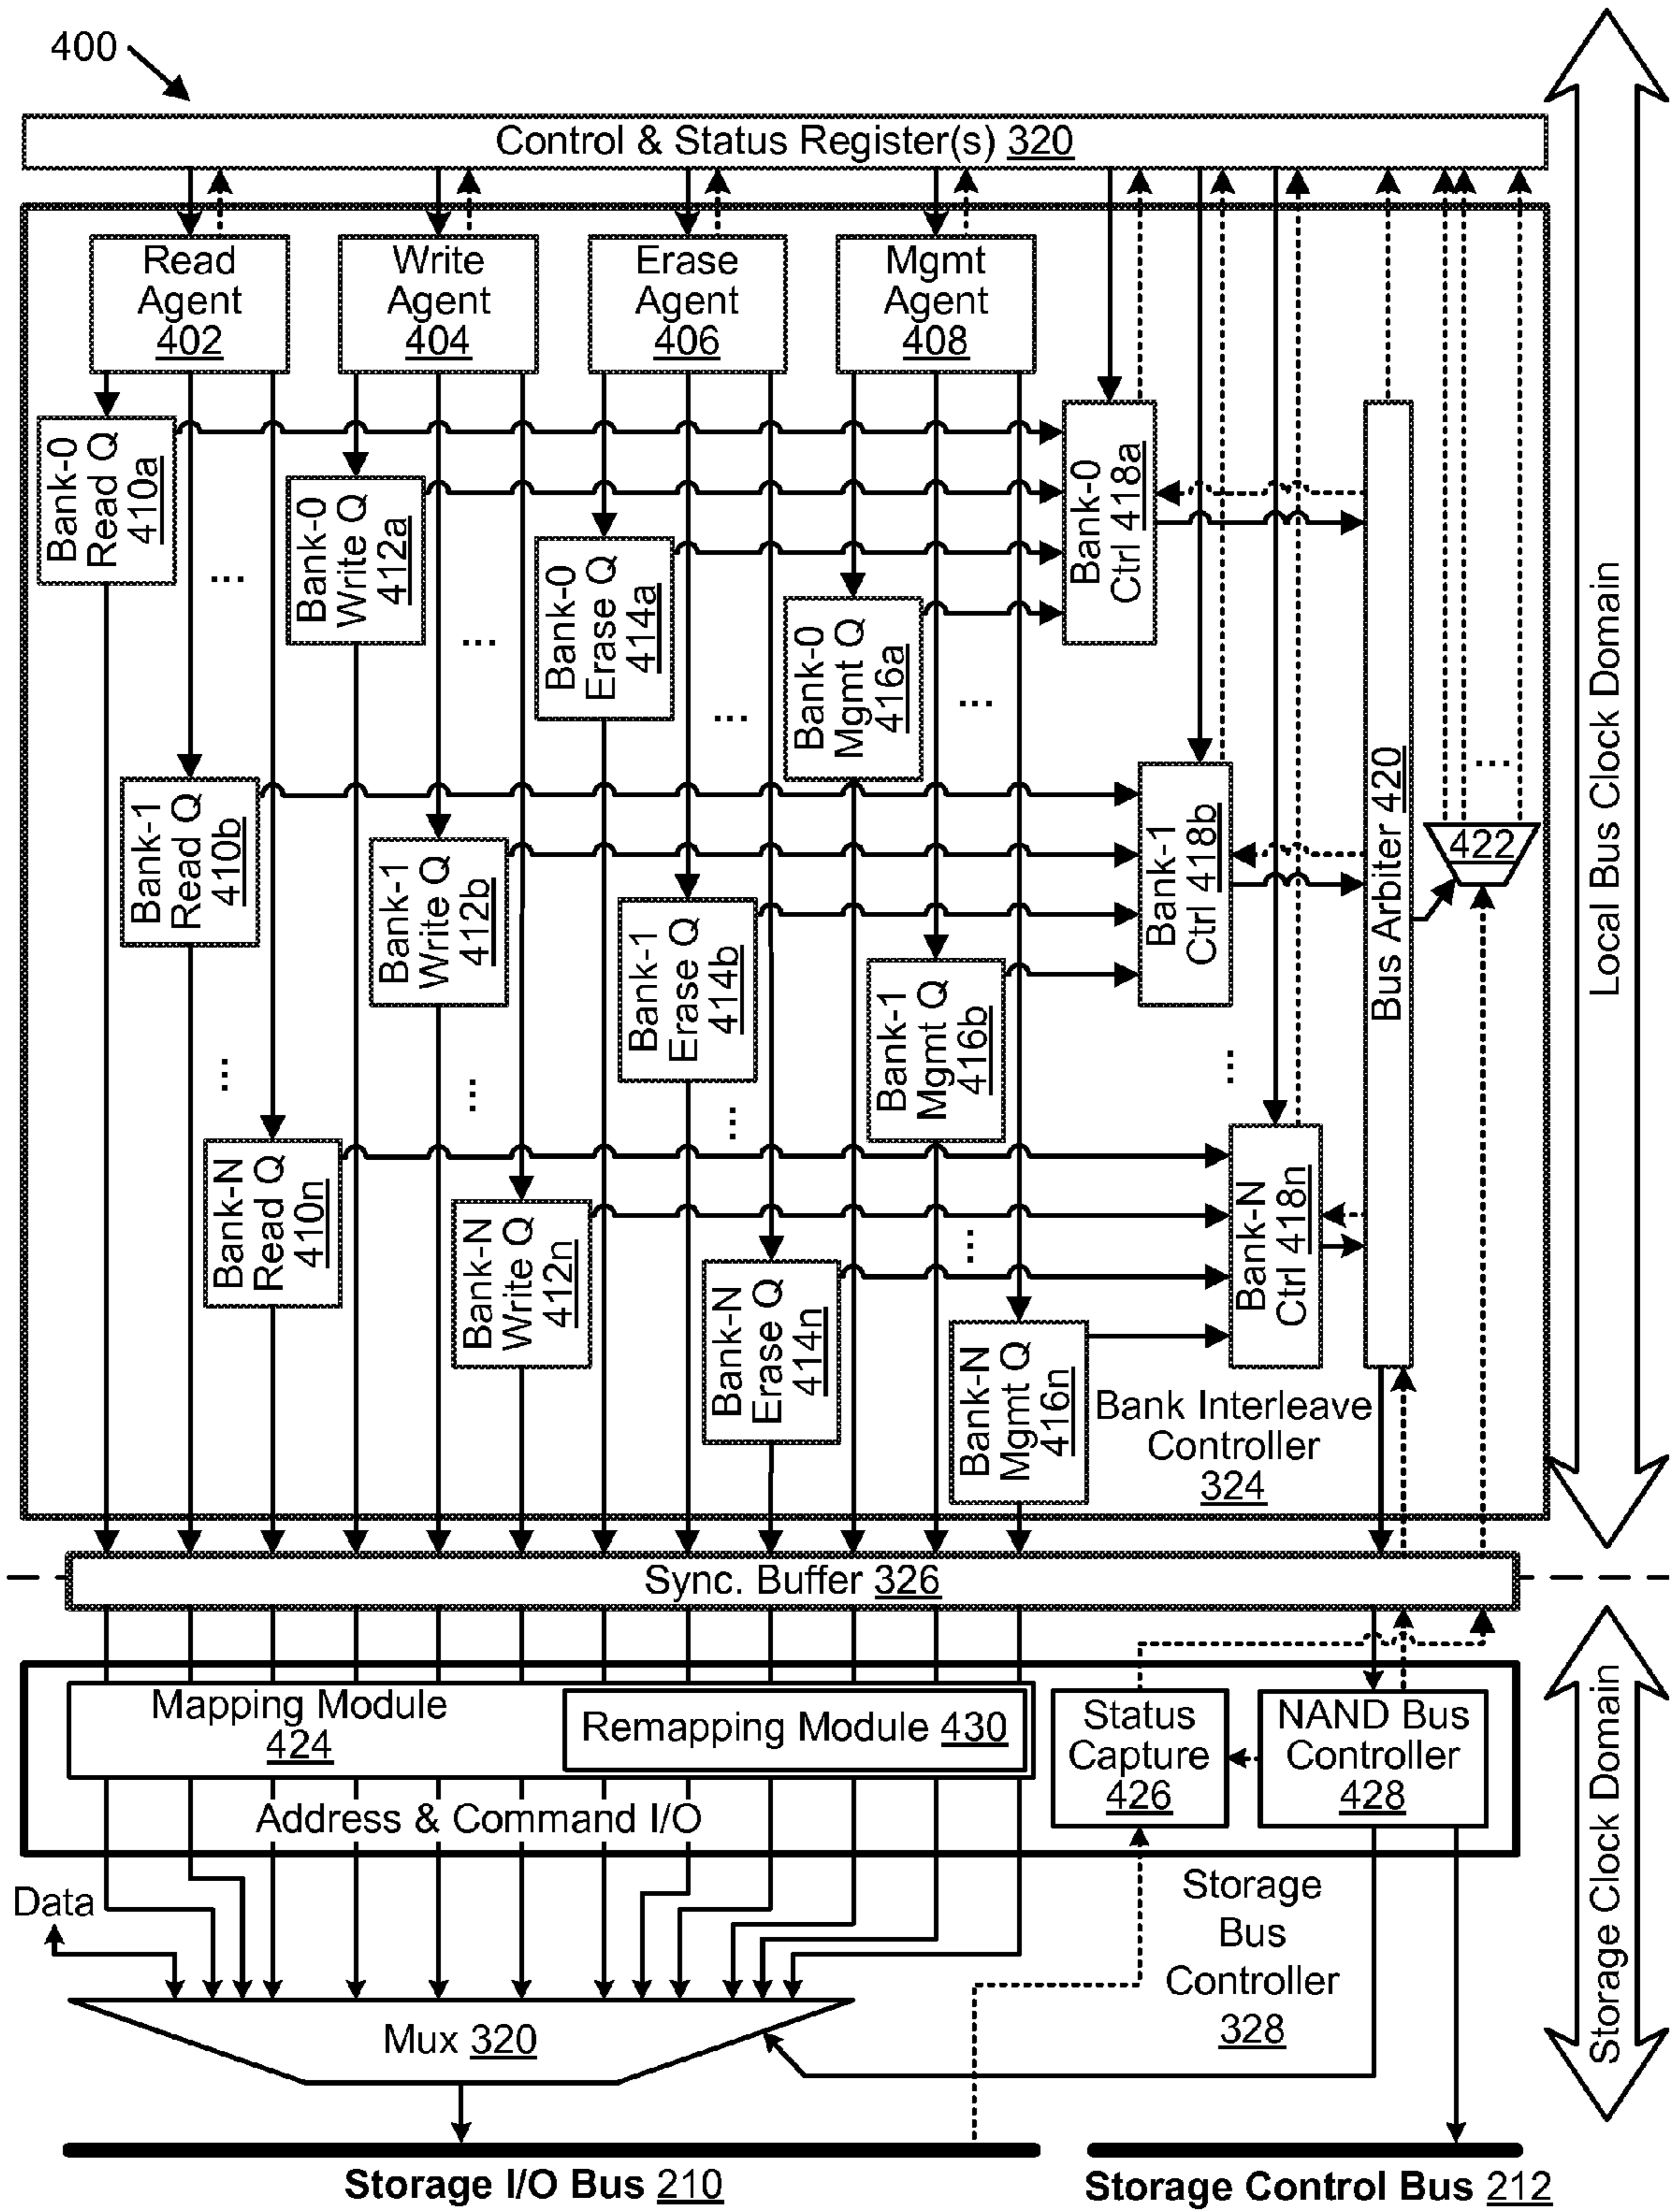 400
Control & Status Register(s) 320
Read
Agent
402
Write
Agent
404
Erase
Agent
406
Mgmt
Agent
408
Bank-0
Read Q
410a
...
Bank-0
Write Q
412a
...
Bank-0
Erase Q
414a
...
Bank-0
Mgmt Q
416a
...
Bank-0
Ctrl 418a
Bank-1
Read Q
410b
...
Bank-1
Write Q
412b
...
Bank-1
Erase Q
414b
...
Bank-1
Mgmt Q
416b
...
Bank-1
Ctrl 418b
...
Bus Arbiter 420
...
422
Bank-N
Read Q
410n
Bank-N
Write Q
412n
Bank-N
Erase Q
414n
Bank-N
Mgmt Q
416n
Bank-N
Ctrl 418n
Bank Interleave
Controller
324
Local Bus Clock Domain
Sync. Buffer 326
Mapping Module
424
Remapping Module 430
Status
Capture
426
NAND Bus
Controller
428
Address & Command I/O
Storage
Bus
Controller
328
Storage Clock Domain
Data
Mux 320
Storage I/O Bus 210
Storage Control Bus 212